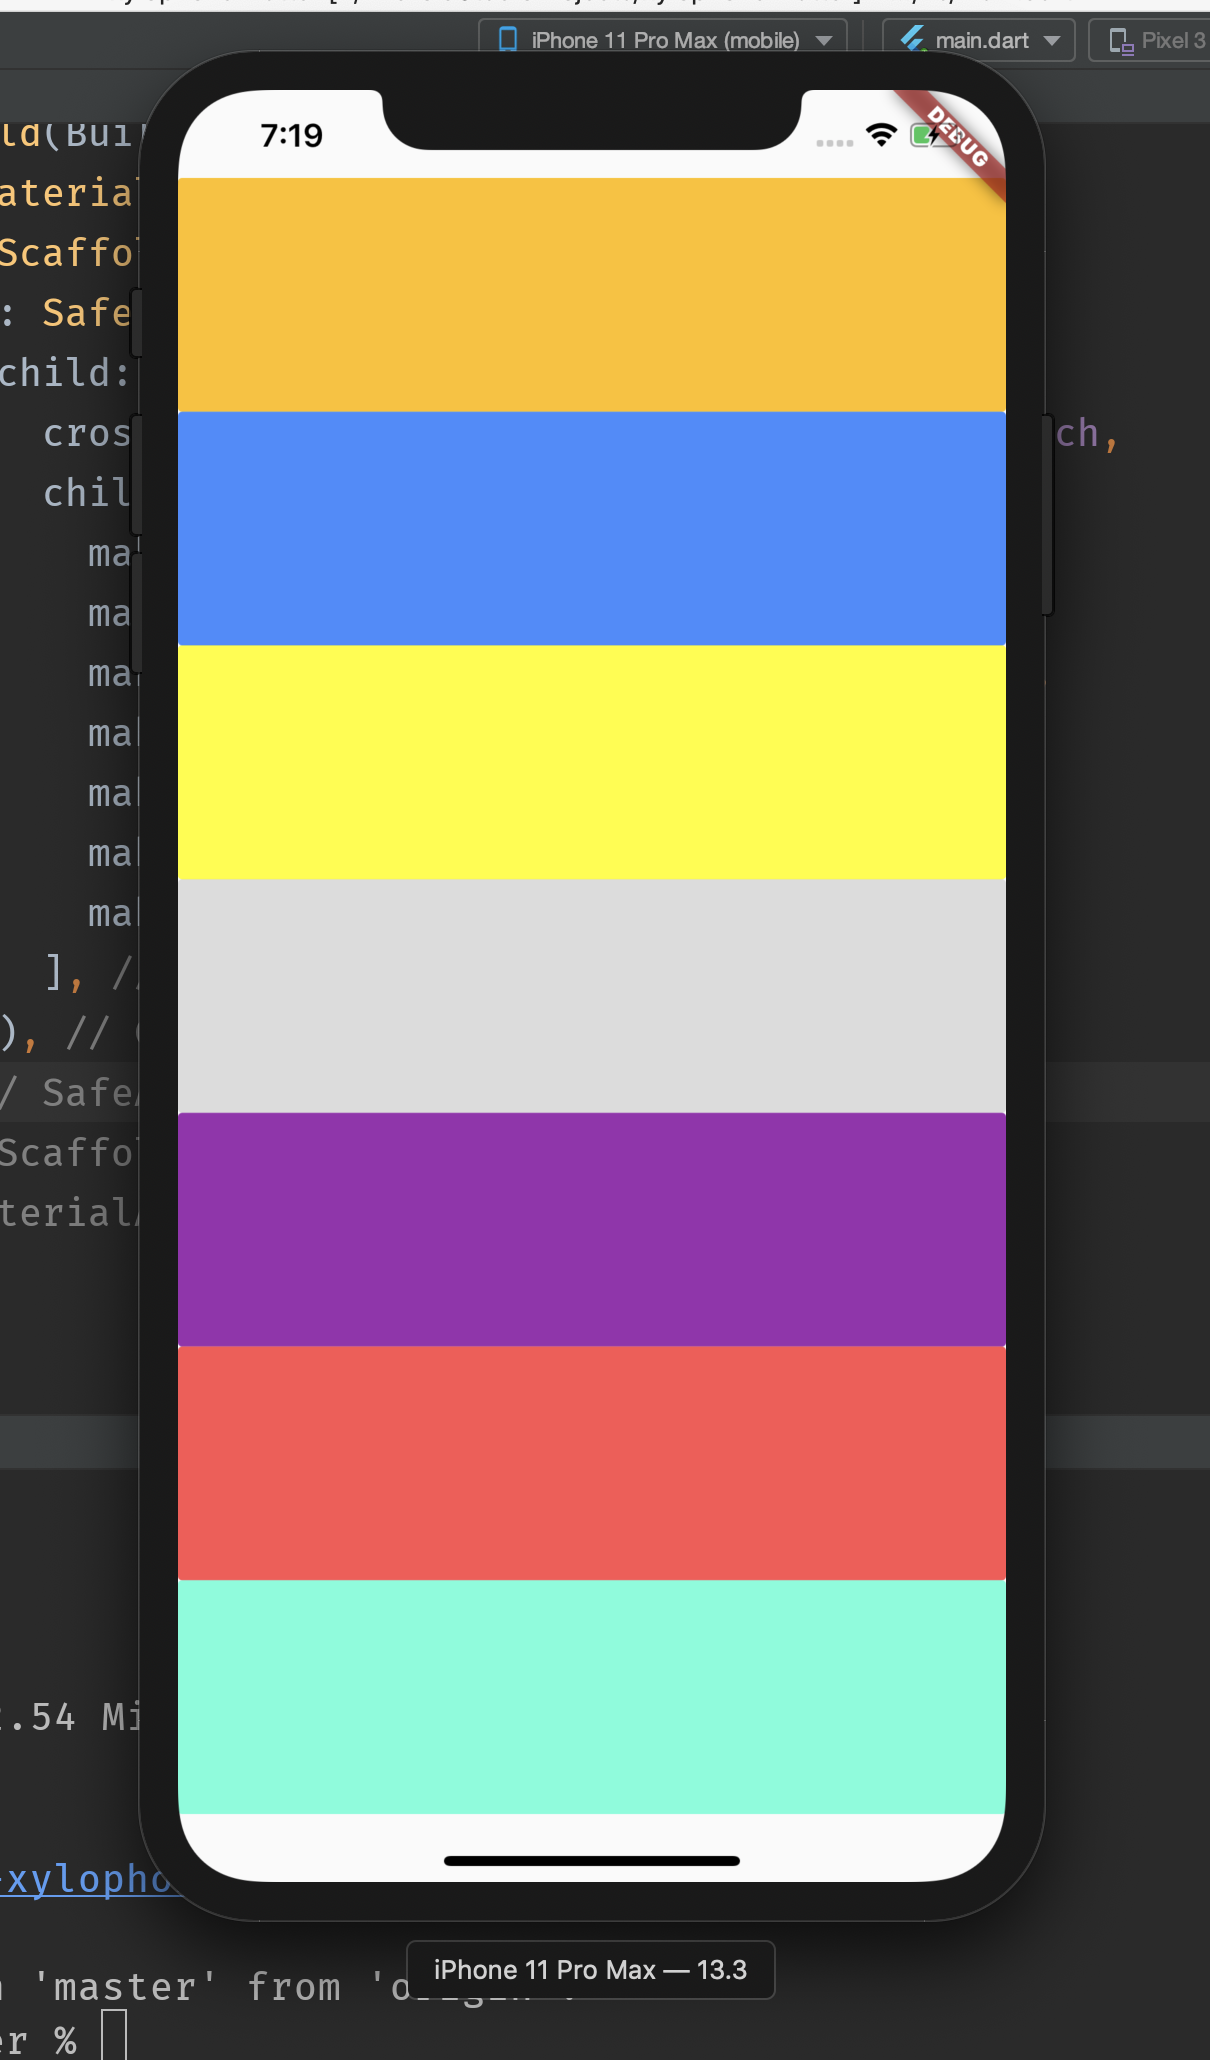 iPhone 11 Pro Max (mobile)
main.dart
Pixel 3
7:19
DEBUG
ld(Bui
ateria
Scaffo
: Safe
child:
cros
ch,
chil
ma
ma
ma
ma
ma
ma
ma
], //
), //
/ Safe
Scaffo
terial
.54 Mi
-xylopho
'master' from 'origin'.
er %
iPhone 11 Pro Max — 13.3